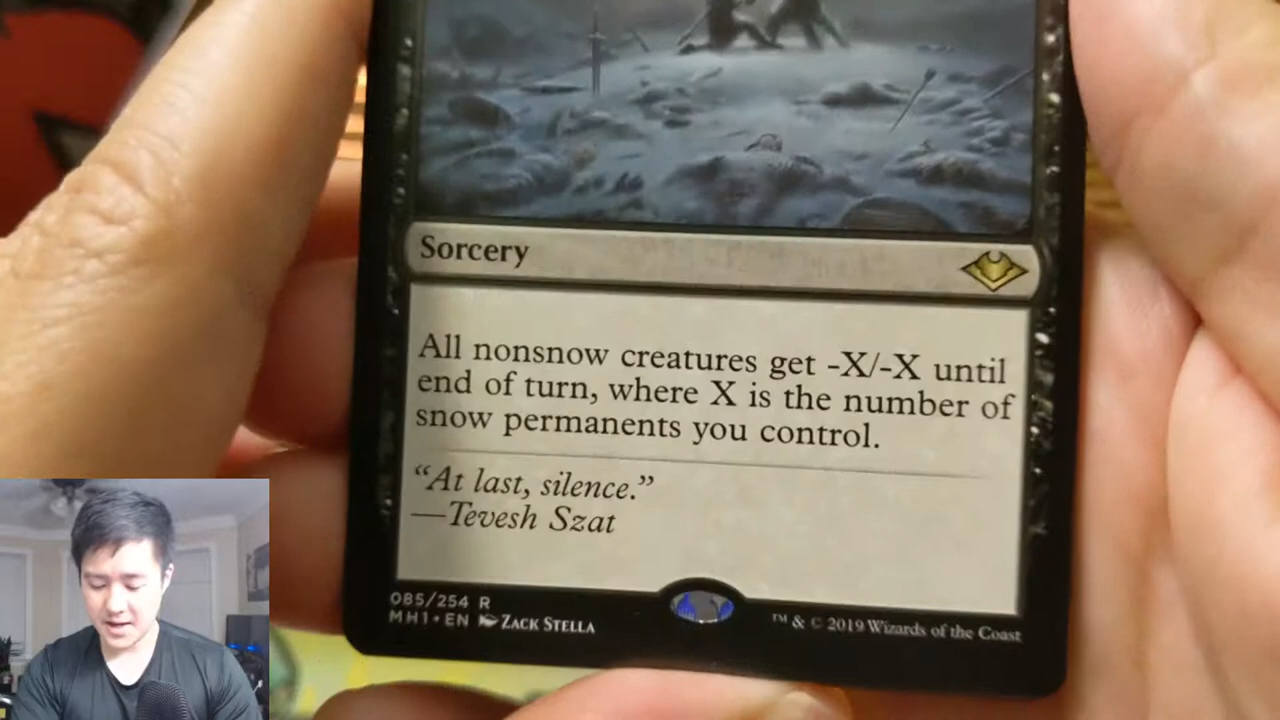 Sorcery
All nonsnow creatures get -X/-X until
end of turn, where X is the number of
snow permanents you control.
“At last, silence.”
—Tevesh Szat
085/254 R
MH1•EN ZACK STELLA
™ & © 2019 Wizards of the Coast